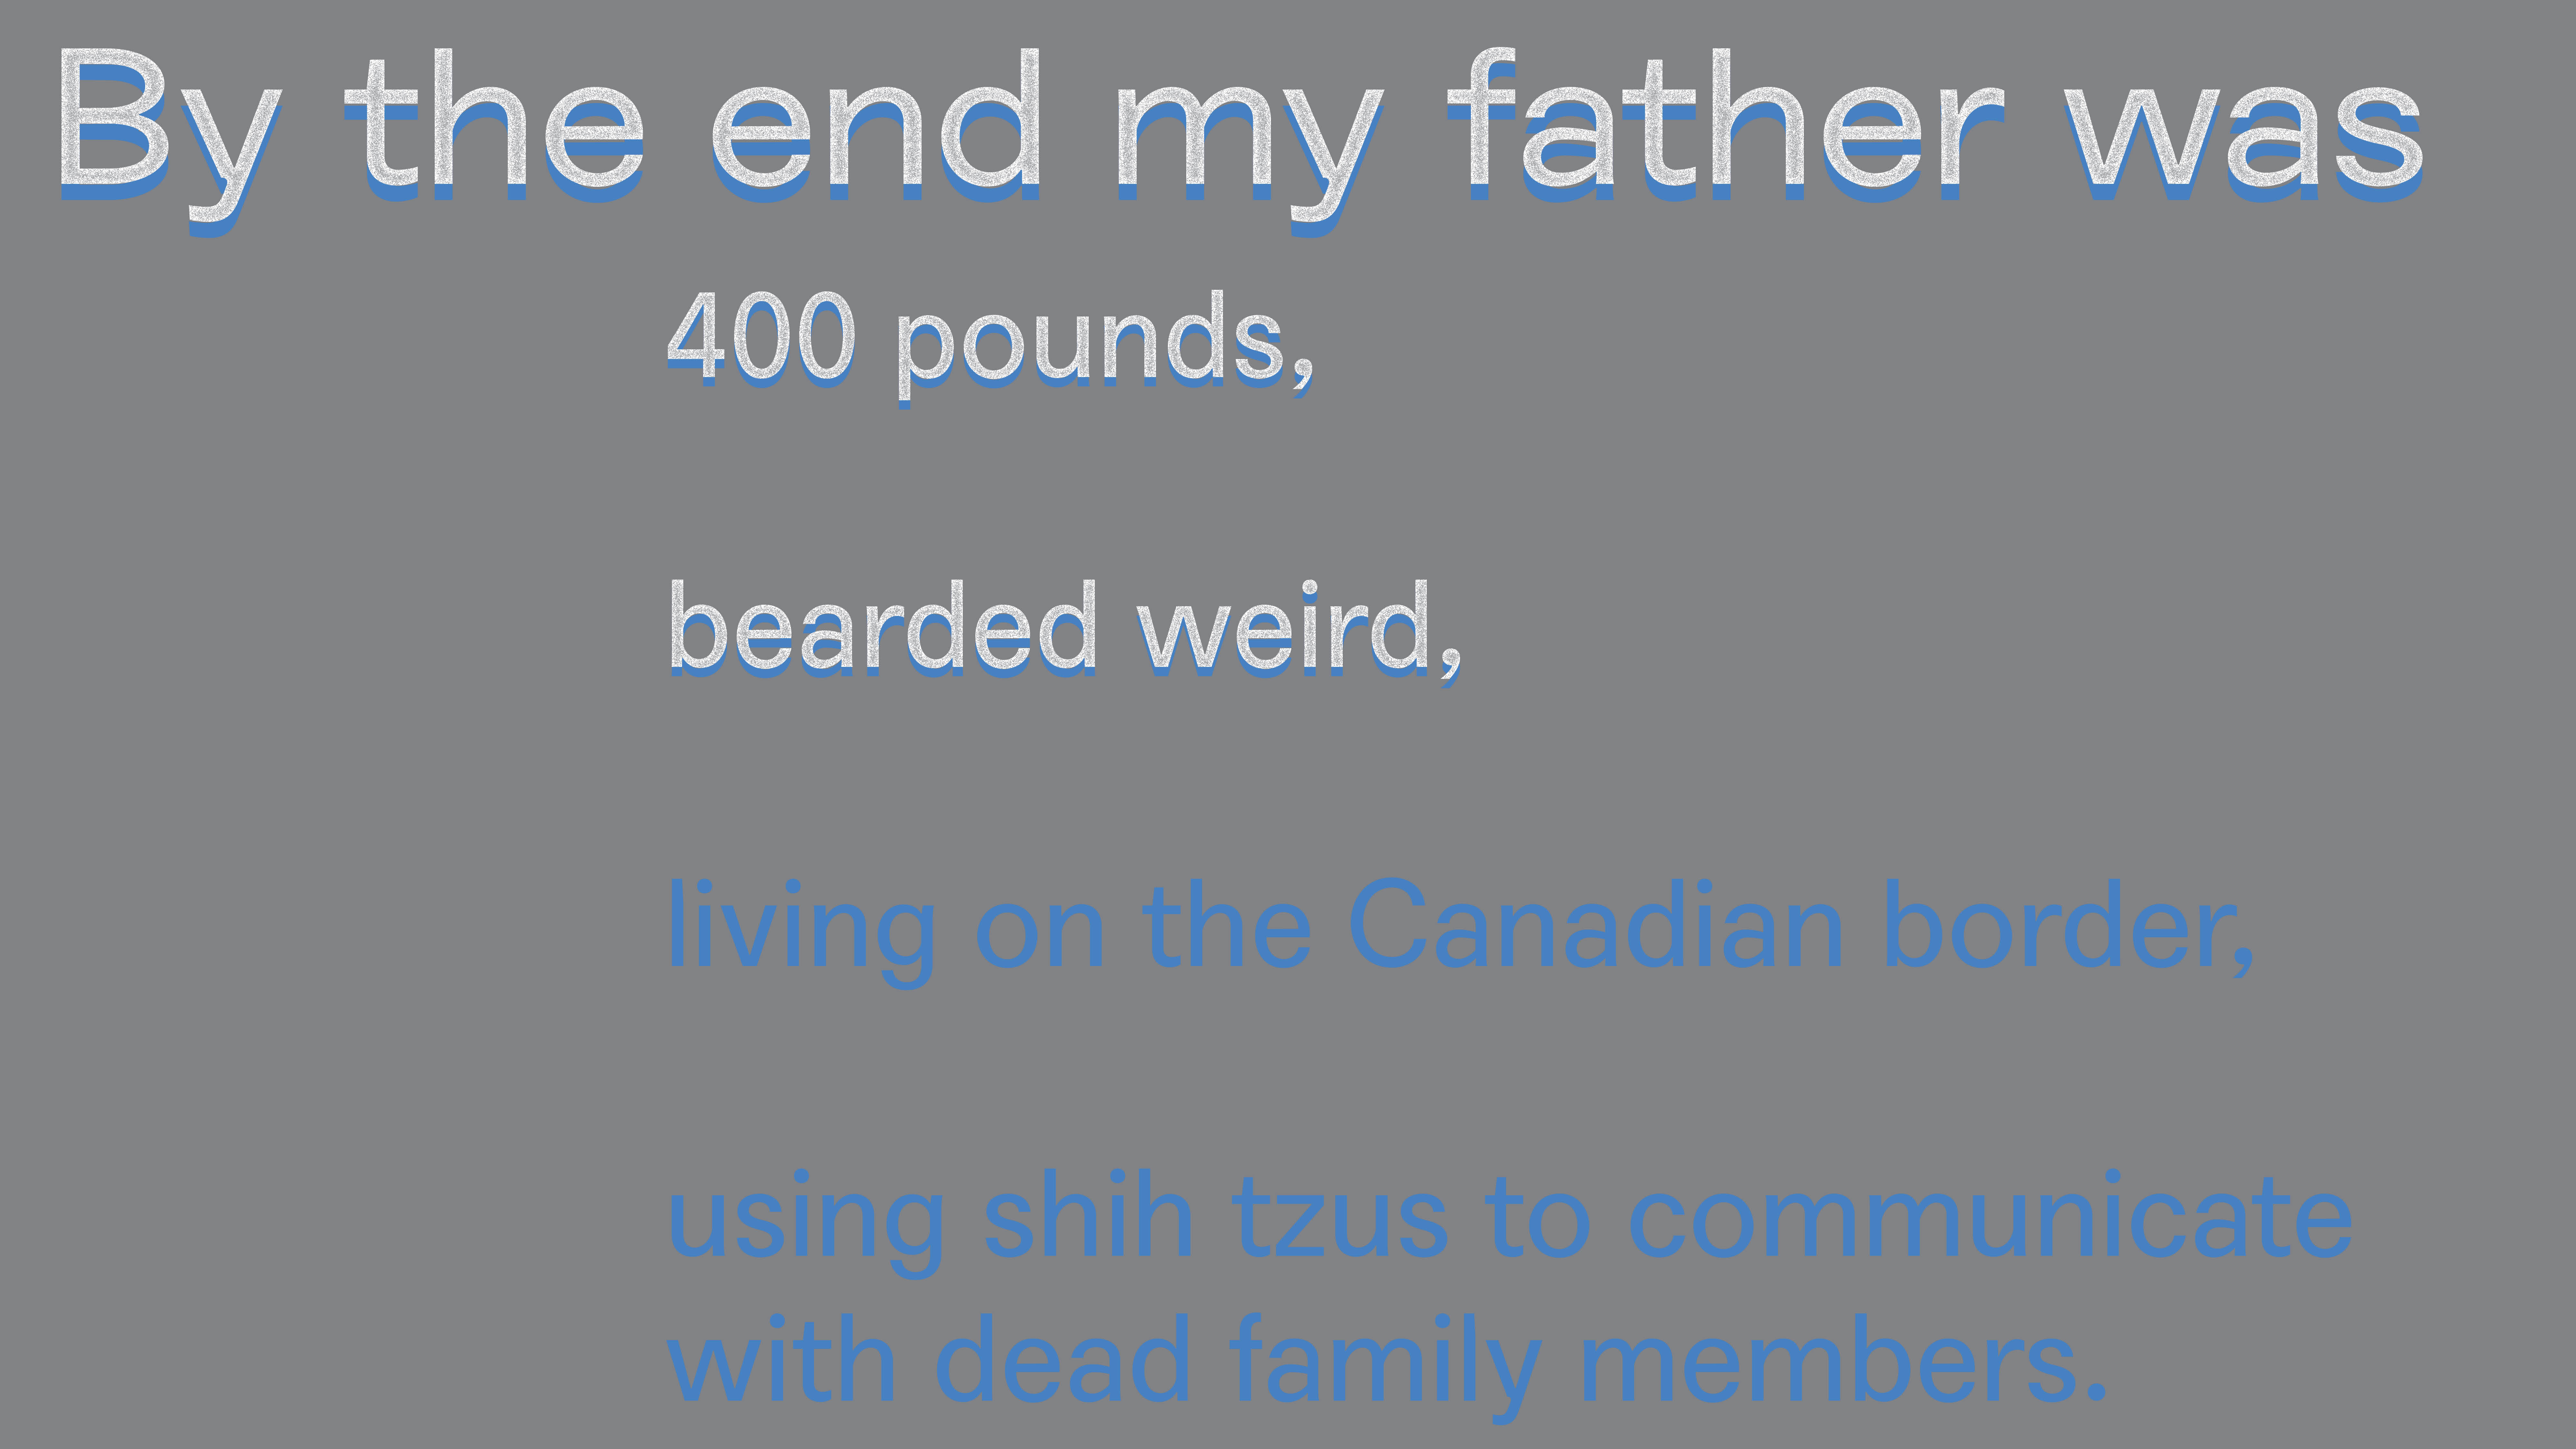 By the end my father was
400 pounds,
bearded weird,
living on the Canadian border,
using shih tzus to communicate
with dead family members.